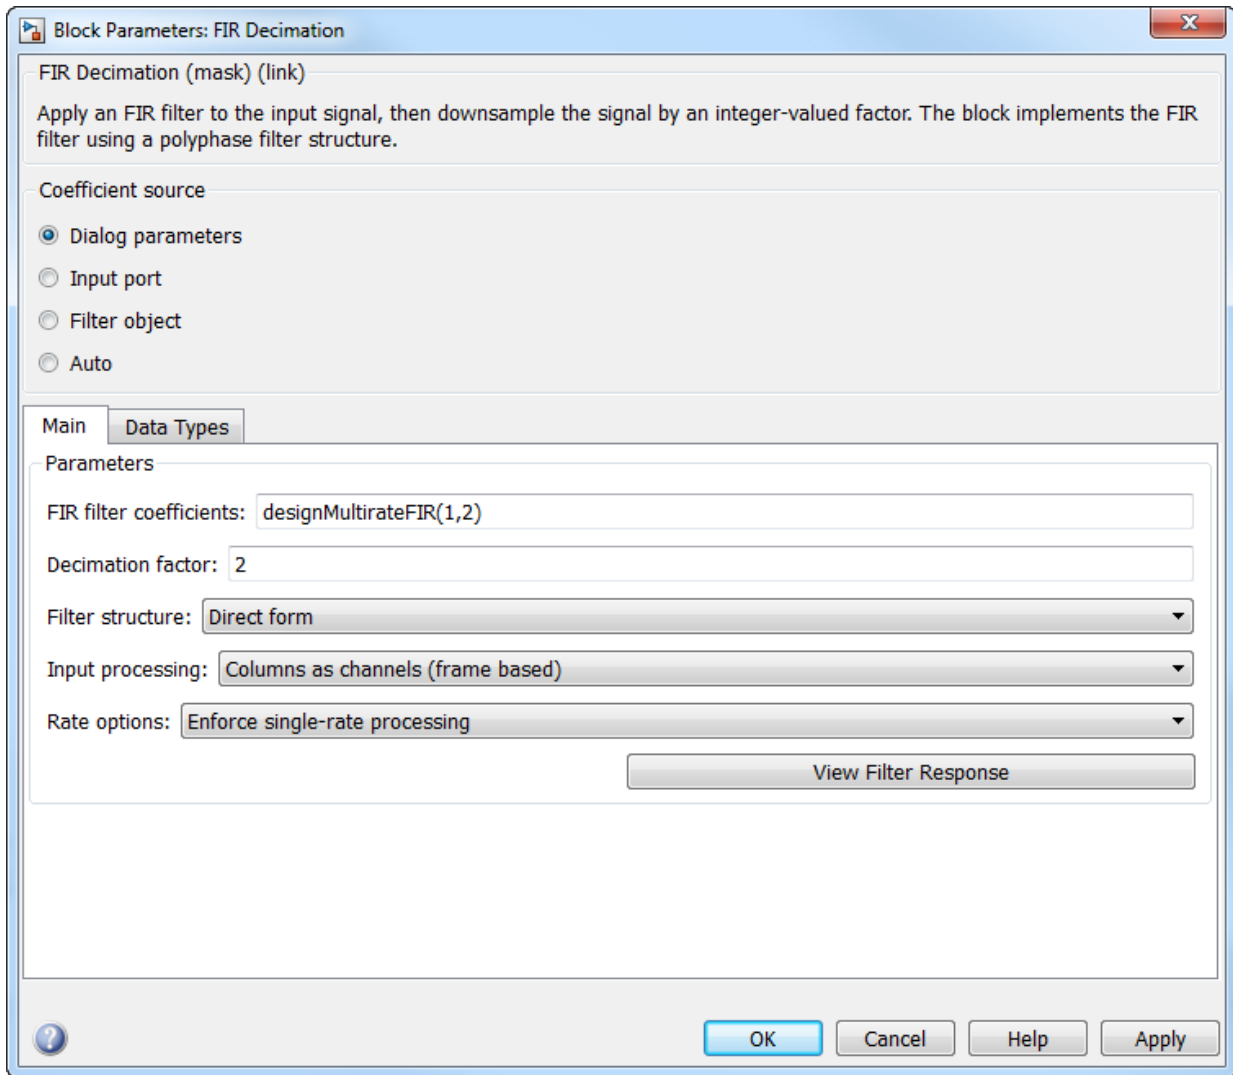 Block Parameters: FIR Decimation
X
FIR Decimation (mask) (link)
Apply an FIR filter to the input signal, then downsample the signal by an integer-valued factor. The block implements the FIR
filter using a polyphase filter structure.
Coefficient source
Dialog parameters
Input port
Filter object
Auto
Main Data Types
Parameters
FIR filter coefficients: designMultirateFIR(1,2)
Decimation factor: 2
Filter structure: Direct form
Input processing: Columns as channels (frame based)
Rate options: Enforce single-rate processing
View Filter Response
? OK Cancel Help Apply